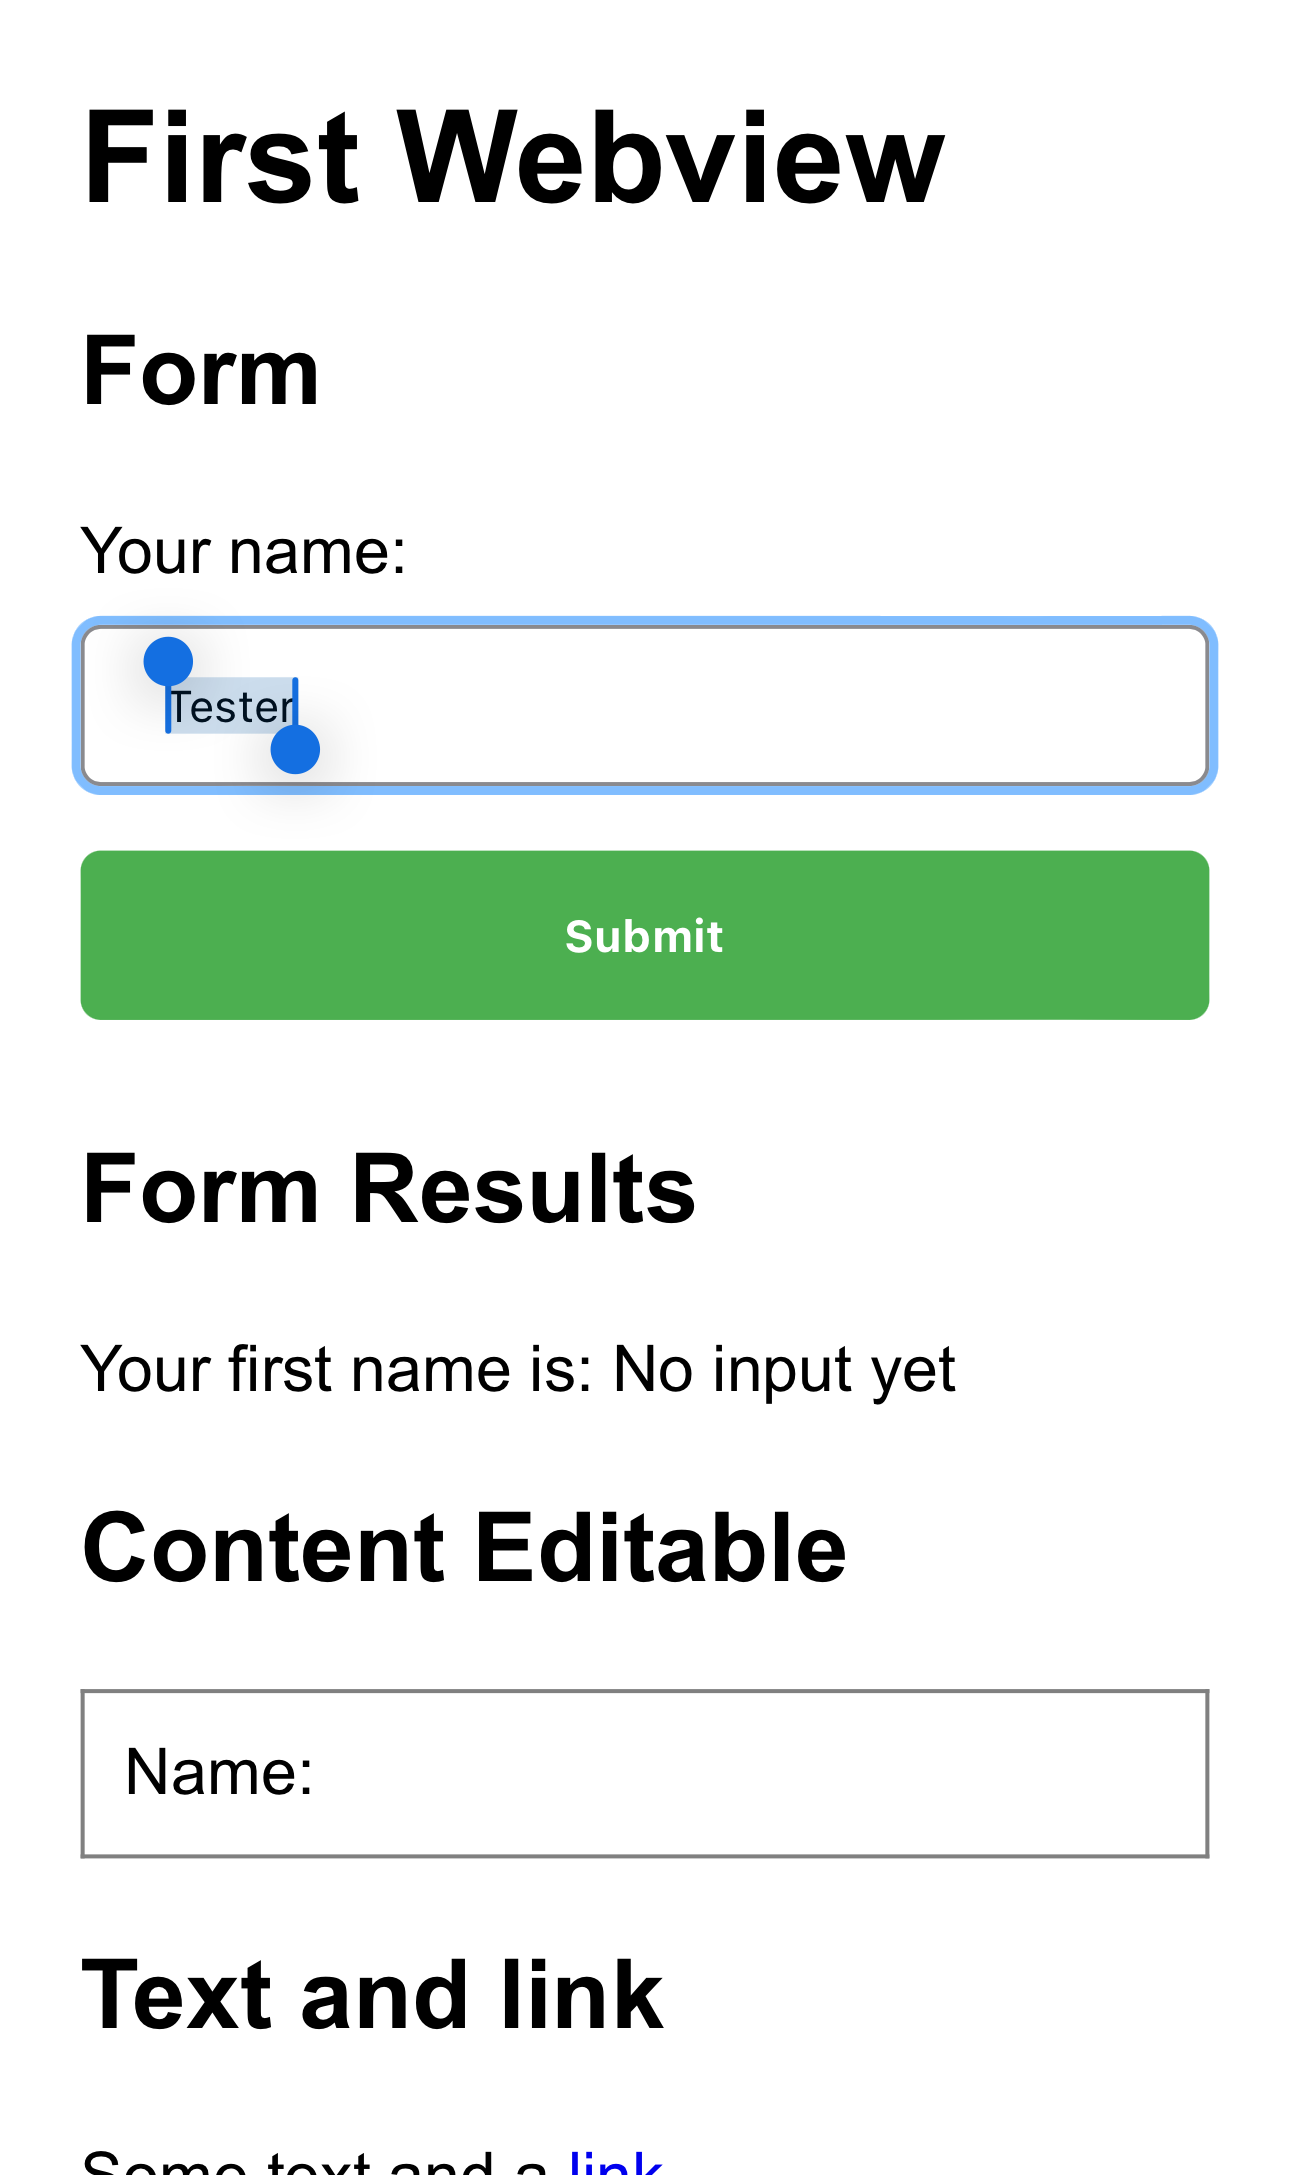 First Webview
Form
Your name:
Tester
Submit
Form Results
Your first name is: No input yet
Content Editable
Name:
Text and link
Some text and a link